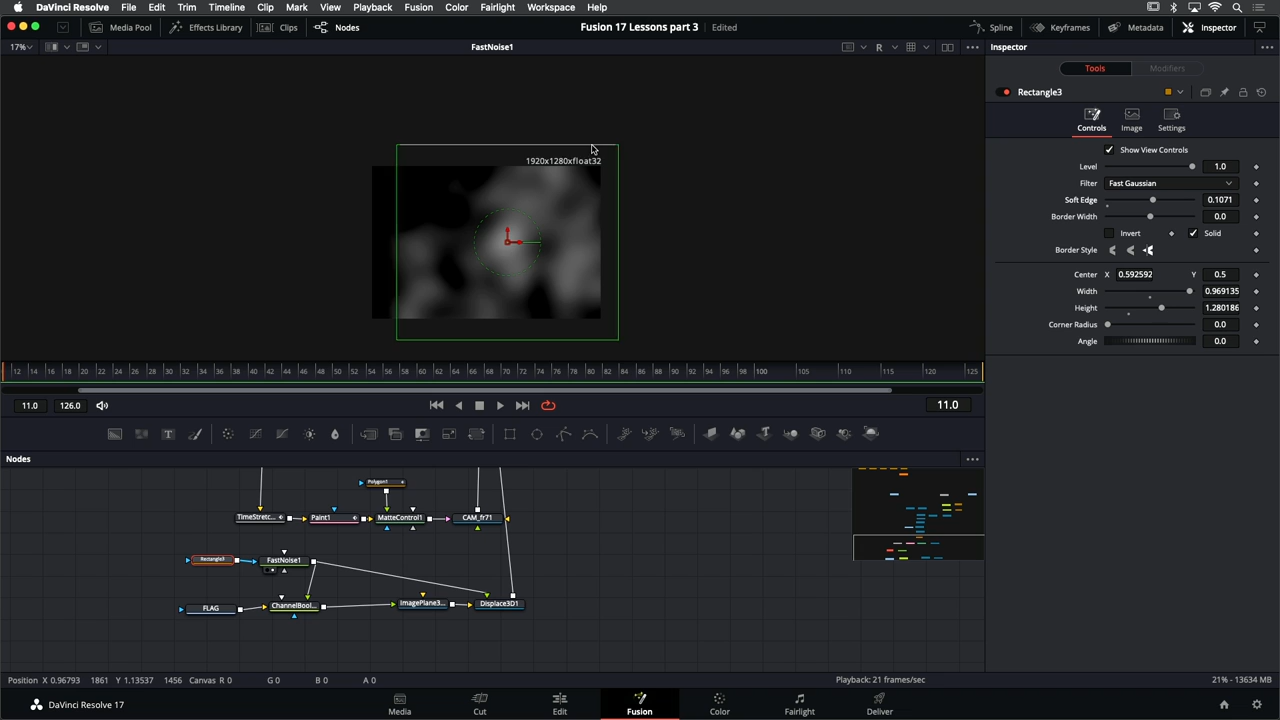 DaVinci Resolve File Edit Trim Timeline Clip Mark View Playback Fusion Color Fairlight Workspace Help
Media Pool Effects Library Clips Nodes Fusion 17 Lessons part 3 Edited Spline Keyframes Metadata Inspector
17% FastNoise1 R Inspector
Tools Modifiers
Rectangle3
Controls Image Settings
Show View Controls
Level 1.0
Filter Fast Gaussian
Soft Edge 0.1071
Border Width 0.0
Invert Solid
Border Style
Center X 0.592592 Y 0.5
Width 0.969135
Height 1.280186
Corner Radius 0.0
Angle 0.0
1920x1280xfloat32
12 14 16 18 20 22 24 26 28 30 32 34 36 38 40 42 44 46 48 50 52 54 56 58 60 62 64 66 68 70 72 74 76 78 80 82 84 86 88 90 92 94 96 98 100 105 110 115 120 125
11.0 126.0 11.0
T
Nodes
Polygon1
TimeStretc... Paint1 MatteControl1 CAM_fr71
Rectangle3 FastNoise1
FLAG ChannelBool... ImagePlane3... Displace3D1
Position X 0.96793 1861 Y 1.13537 1456 Canvas R 0 G 0 B 0 A 0 Playback: 21 frames/sec 21% - 13634 MB
DaVinci Resolve 17 Media Cut Edit Fusion Color Fairlight Deliver